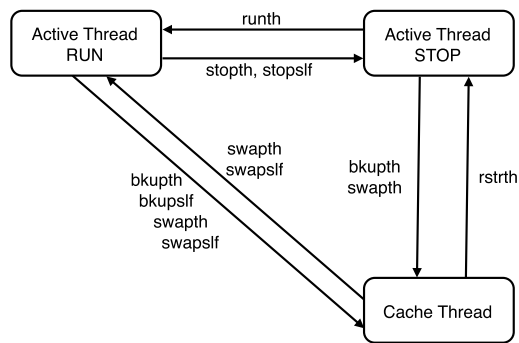 runth
Active Thread
RUN
Active Thread
STOP
stopth, stopslf
swapth
swapslf
bkupth
bkupslf
swapth
swapslf
bkupth
swapth
rstrth
Cache Thread